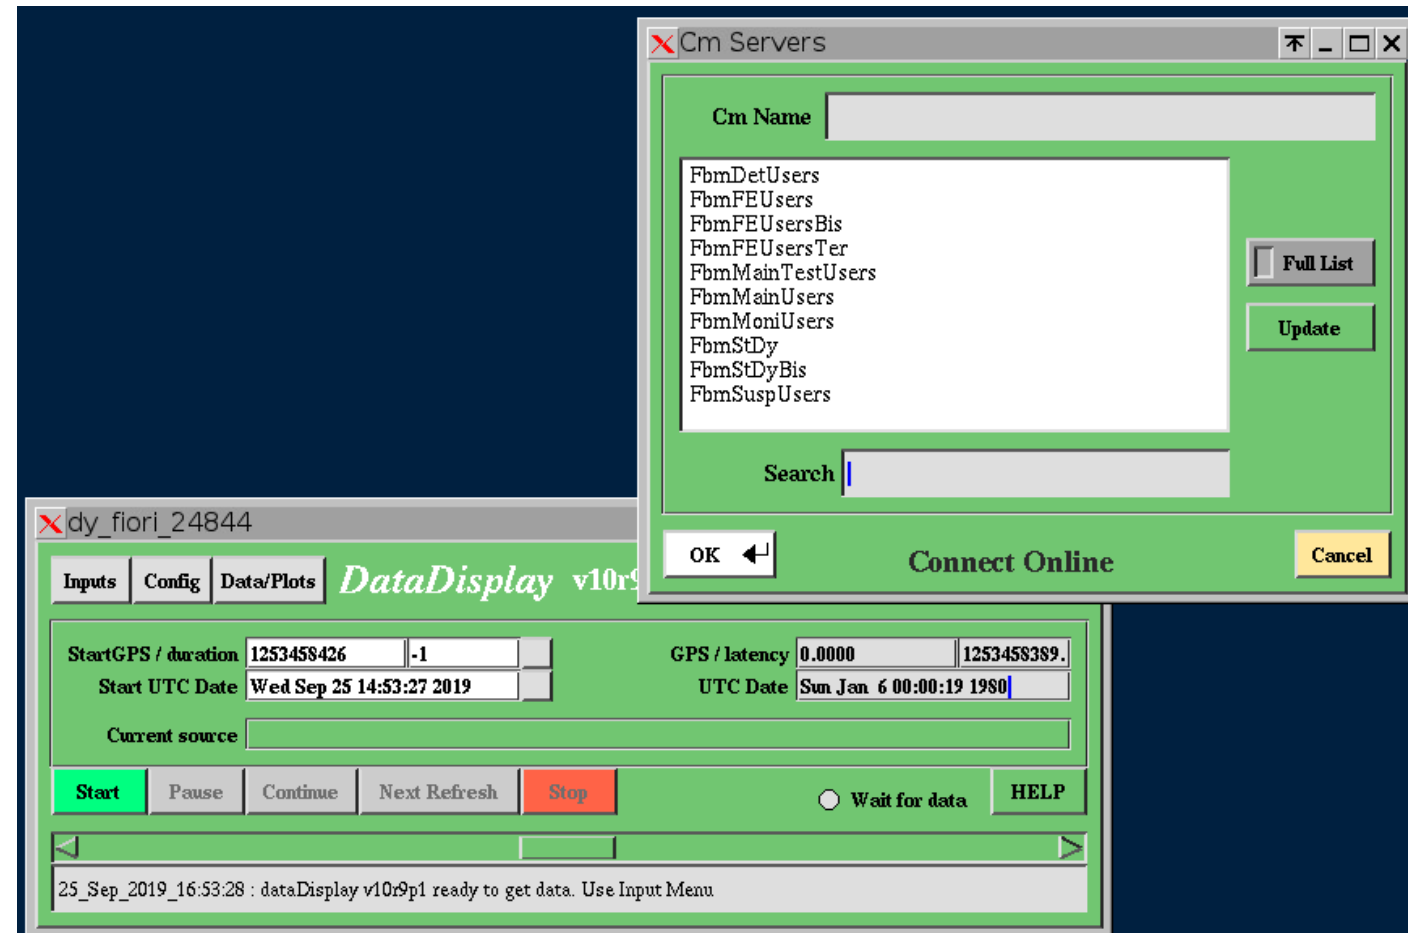 Cm Servers
Cm Name
FbmDetUsers
FbmFEUsers
FbmFEUsersBis
FbmFEUsersTer
FbmMainTestUsers
FbmMainUsers
FbmMoniUsers
FbmStDy
FbmStDyBis
FbmSuspUsers
Full List
Update
Search
OK
Connect Online
Cancel
dy_fiori_24844
Inputs Config Data/Plots DataDisplay v10r9
StartGPS / duration 1253458426 -1 GPS / latency 0.0000 1253458389.
Start UTC Date Wed Sep 25 14:53:27 2019 UTC Date Sun Jan 6 00:00:19 1980
Current source
Start Pause Continue Next Refresh Stop Wait for data HELP
25_Sep_2019_16:53:28 : dataDisplay v10r9p1 ready to get data. Use Input Menu